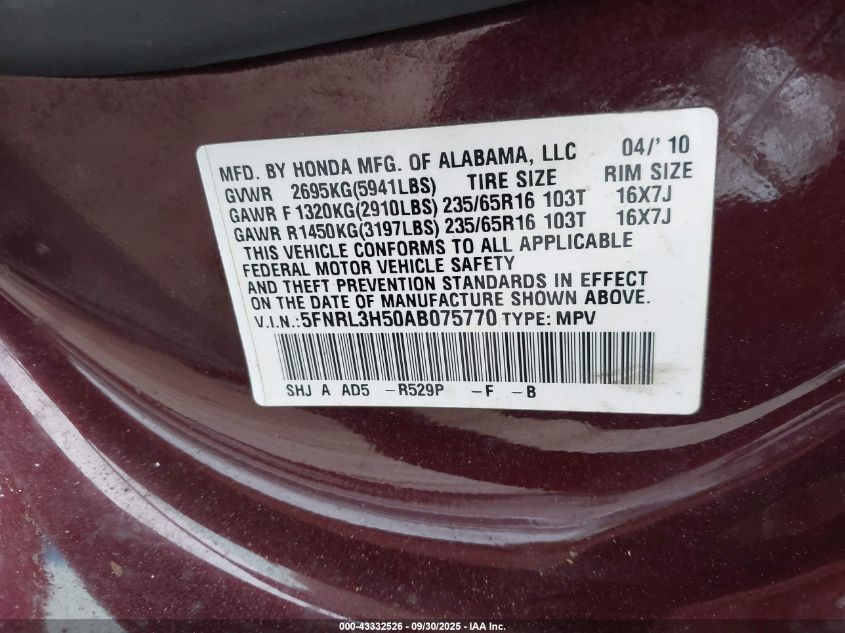 MFD. BY HONDA MFG. OF ALABAMA, LLC 04/' 10
GVWR 2695KG(5941LBS) TIRE SIZE RIM SIZE
GAWR F 1320KG(2910LBS) 235/65R16 103T 16X7J
GAWR R1450KG(3197LBS) 235/65R16 103T 16X7J
THIS VEHICLE CONFORMS TO ALL APPLICABLE
FEDERAL MOTOR VEHICLE SAFETY
AND THEFT PREVENTION STANDARDS IN EFFECT
ON THE DATE OF MANUFACTURE SHOWN ABOVE.
V.I.N.:5FNRL3H50AB075770 TYPE: MPV
SHJ A AD5 -R529P -F -B
000-43332526 - 09/30/2025 - IAA Inc.